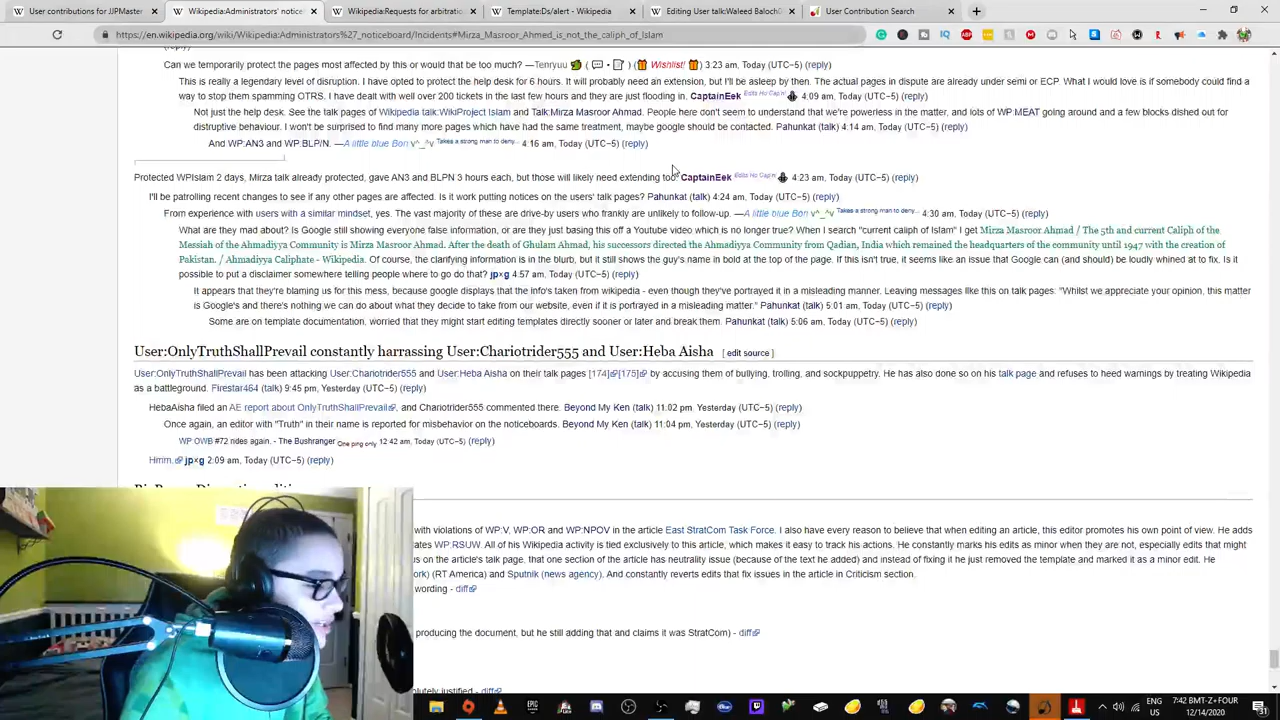 User contributions for JJPMaster
Wikipedia:Administrators' notice
Wikipedia:Requests for arbitratio
Template:Ds/alert - Wikipedia
Editing User talk:Waleed Baloch
User Contribution Search
https://en.wikipedia.org/wiki/Wikipedia:Administrators%27_noticeboard/Incidents#Mirza_Masroor_Ahmed_is_not_the_caliph_of_Islam
(reply)
Can we temporarily protect the pages most affected by this or would that be too much? —Tenryuu ( • ) ( Wishlist! ) 3:23 am, Today (UTC−5) (reply)
This is really a legendary level of disruption. I have opted to protect the help desk for 6 hours. It will probably need an extension, but I'll be asleep by then. The actual pages in dispute are already under semi or ECP. What I would love is if somebody could find a
way to stop them spamming OTRS. I have dealt with well over 200 tickets in the last few hours and they are just flooding in. CaptainEek Edits Ho Cap'n! 4:09 am, Today (UTC−5) (reply)
Not just the help desk. See the talk pages of Wikipedia talk:WikiProject Islam and Talk:Mirza Masroor Ahmad. People here don't seem to understand that we're powerless in the matter, and lots of WP:MEAT going around and a few blocks dished out for
disruptive behaviour. I won't be surprised to find many more pages which have had the same treatment, maybe google should be contacted. Pahunkat (talk) 4:14 am, Today (UTC−5) (reply)
And WP:AN3 and WP:BLP/N. —A little blue Bori v^_^v Takes a strong man to deny... 4:16 am, Today (UTC−5) (reply)
Protected WPIslam 2 days, Mirza talk already protected, gave AN3 and BLPN 3 hours each, but those will likely need extending too CaptainEek Edits Ho Cap'n! 4:23 am, Today (UTC−5) (reply)
I'll be patrolling recent changes to see if any other pages are affected. Is it work putting notices on the users' talk pages? Pahunkat (talk) 4:24 am, Today (UTC−5) (reply)
From experience with users with a similar mindset, yes. The vast majority of these are drive-by users who frankly are unlikely to follow-up. —A little blue Bori v^_^v Takes a strong man to deny... 4:30 am, Today (UTC−5) (reply)
What are they mad about? Is Google still showing everyone false information, or are they just basing this off a Youtube video which is no longer true? When I search "current caliph of Islam" I get Mirza Masroor Ahmad / The 5th and current Caliph of the
Messiah of the Ahmadiyya Community is Mirza Masroor Ahmad. After the death of Ghulam Ahmad, his successors directed the Ahmadiyya Community from Qadian, India which remained the headquarters of the community until 1947 with the creation of
Pakistan. / Ahmadiyya Caliphate - Wikipedia. Of course, the clarifying information is in the blurb, but it still shows the guy's name in bold at the top of the page. If this isn't true, it seems like an issue that Google can (and should) be loudly whined at to fix. Is it
possible to put a disclaimer somewhere telling people where to go do that? jp×g 4:57 am, Today (UTC−5) (reply)
It appears that they're blaming us for this mess, because google displays that the info's taken from wikipedia - even though they've portrayed it in a misleading manner. Leaving messages like this on talk pages: "Whilst we appreciate your opinion, this matter
is Google's and there's nothing we can do about what they decide to take from our website, even if it is portrayed in a misleading matter." Pahunkat (talk) 5:01 am, Today (UTC−5) (reply)
Some are on template documentation, worried that they might start editing templates directly sooner or later and break them. Pahunkat (talk) 5:06 am, Today (UTC−5) (reply)
User:OnlyTruthShallPrevail constantly harrassing User:Chariotrider555 and User:Heba Aisha [ edit source ]
User:OnlyTruthShallPrevail has been attacking User:Chariotrider555 and User:Heba Aisha on their talk pages [174] [175] by accusing them of bullying, trolling, and sockpuppetry. He has also done so on his talk page and refuses to heed warnings by treating Wikipedia
as a battleground. Firestar464 (talk) 9:45 pm, Yesterday (UTC−5) (reply)
HebaAisha filed an AE report about OnlyTruthShallPrevail, and Chariotrider555 commented there. Beyond My Ken (talk) 11:02 pm, Yesterday (UTC−5) (reply)
Once again, an editor with "Truth" in their name is reported for misbehavior on the noticeboards. Beyond My Ken (talk) 11:04 pm, Yesterday (UTC−5) (reply)
WP:OWB #72 rides again. - The Bushranger One ping only 12:42 am, Today (UTC−5) (reply)
Hmm. jp×g 2:09 am, Today (UTC−5) (reply)
with violations of WP:V, WP:OR and WP:NPOV in the article East StratCom Task Force. I also have every reason to believe that when editing an article, this editor promotes his own point of view. He adds
ates WP:RSUW. All of his Wikipedia activity is tied exclusively to this article, which makes it easy to track his actions. He constantly marks his edits as minor when they are not, especially edits that might
s on the article's talk page, that one section of the article has neutrality issue (because of the text he added) and instead of fixing it he just removed the template and marked it as a minor edit. He
ork) (RT America) and Sputnik (news agency). And constantly reverts edits that fix issues in the article in Criticism section.
wording - diff
producing the document, but he still adding that and claims it was StratCom) - diff
olutely justified - diff
ENG
US
7:42 BMT-Z+FOUR
12/14/2020